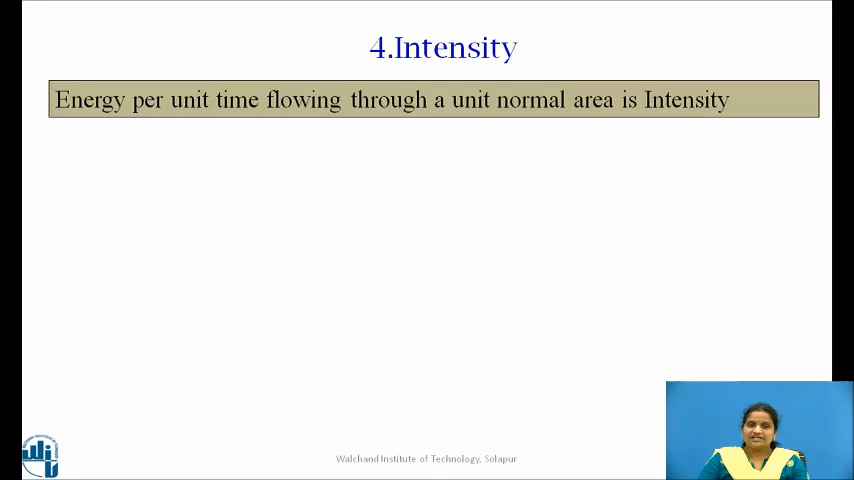 4.Intensity
Energy per unit time flowing through a unit normal area is Intensity
Walchand Institute of Technology, Solapur